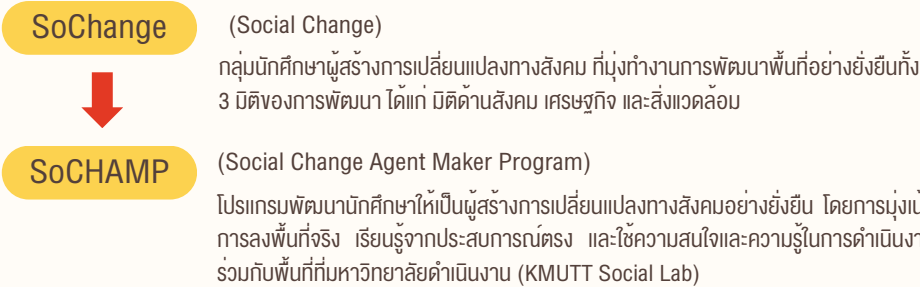 SoChange
(Social Change)
กลุ่มนักศึกษาผู้สร้างการเปลี่ยนแปลงทางสังคม ที่มุ่งทำงานการพัฒนาพื้นที่อย่างยั่งยืนทั้ง
3 มิติของการพัฒนา ได้แก่ มิติด้านสังคม เศรษฐกิจ และสิ่งแวดล้อม
SoCHAMP
(Social Change Agent Maker Program)
โปรแกรมพัฒนานักศึกษาให้เป็นผู้สร้างการเปลี่ยนแปลงทางสังคมอย่างยั่งยืน โดยการมุ่ง
การลงพื้นที่จริง เรียนรู้จากประสบการณ์ตรง และใช้ความสนใจและความรู้ในการ
ร่วมกับพื้นที่ที่มหาวิทยาลัยดำเนินงาน (KMUTT Social Lab)